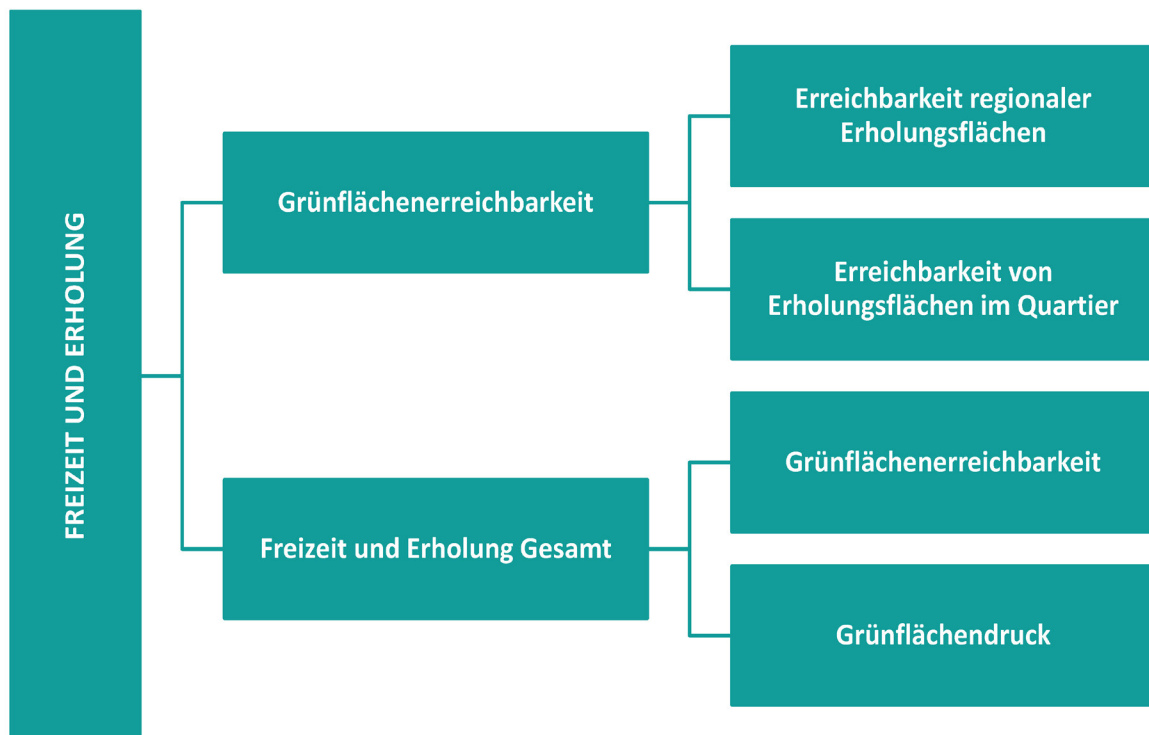 FREIZEIT UND ERHOLUNG
Grünflächenerreichbarkeit
Erreichbarkeit regionaler
Erholungsflächen
Erreichbarkeit von
Erholungsflächen im Quartier
Freizeit und Erholung Gesamt
Grünflächenerreichbarkeit
Grünflächendruck